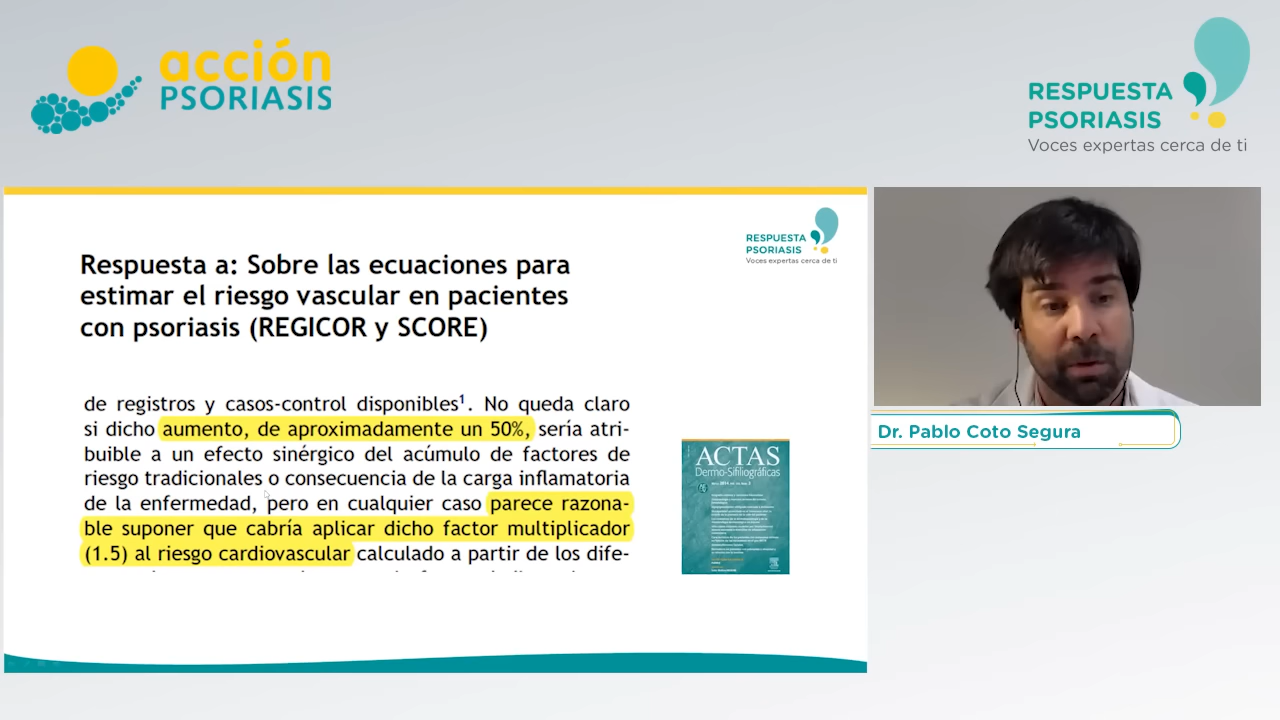 acción
PSORIASIS
RESPUESTA
PSORIASIS
Voces expertas cerca de ti
RESPUESTA
PSORIASIS
Voces expertas cerca de ti
Respuesta a: Sobre las ecuaciones para
estimar el riesgo vascular en pacientes
con psoriasis (REGICOR y SCORE)
de registros y casos-control disponibles¹. No queda claro
si dicho aumento, de aproximadamente un 50%, sería atri-
buible a un efecto sinérgico del acúmulo de factores de
riesgo tradicionales o consecuencia de la carga inflamatoria
de la enfermedad, pero en cualquier caso parece razona-
ble suponer que cabría aplicar dicho factor multiplicador
(1.5) al riesgo cardiovascular calculado a partir de los dife-
ACTAS
Dermo-Sifiliográficas
Dr. Pablo Coto Segura